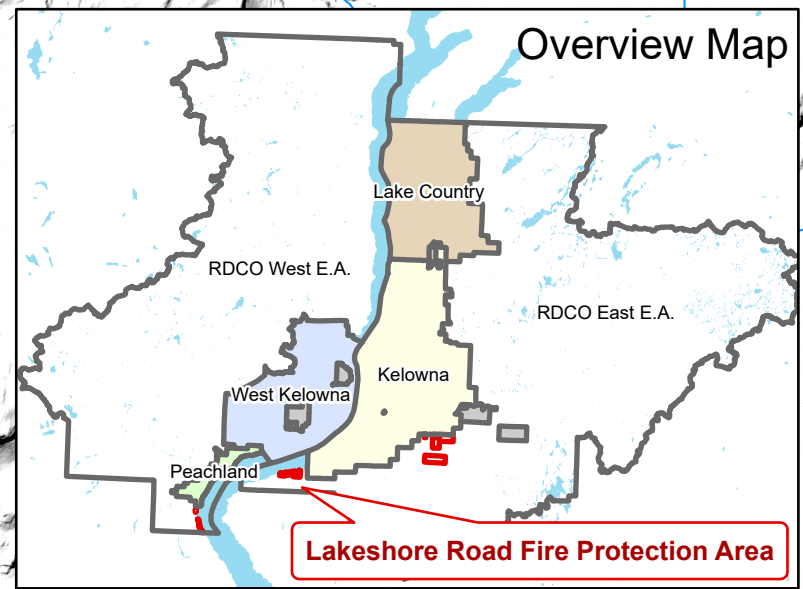 Overview Map
Lake Country
RDCO West E.A.
RDCO East E.A.
Kelowna
West Kelowna
Peachland
Lakeshore Road Fire Protection Area